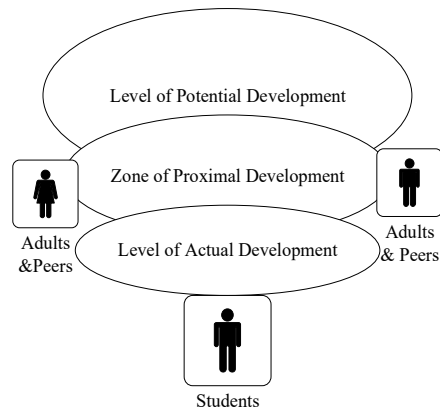 Level of Potential Development
Zone of Proximal Development
Adults
&Peers
Adults
& Peers
Level of Actual Development
Students